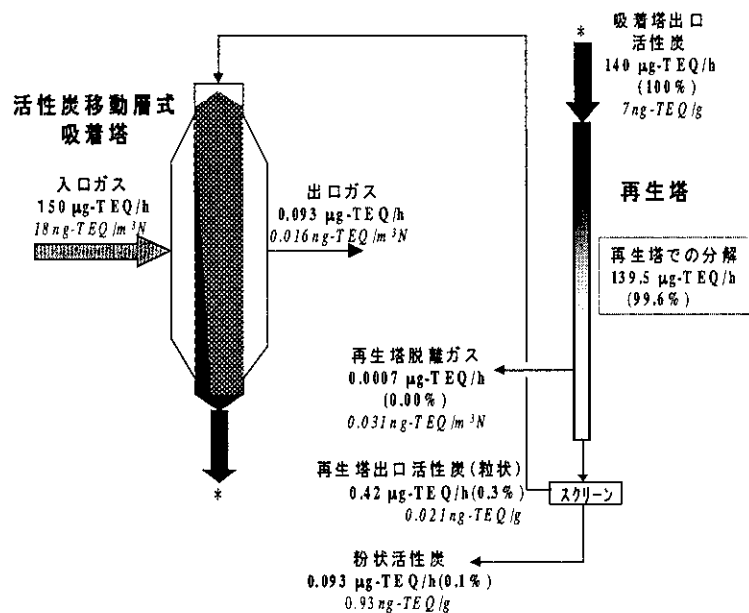 活性炭移動層式
吸着塔
入口ガス
150 μg-TEQ/h
18ng-TEQ/m³N
出口ガス
0.093 μg-TEQ/h
0.016ng-TEQ/m³N
*
*
吸着塔出口
活性炭
140 μg-TEQ/h
(100%)
7ng-TEQ/g
再生塔
再生塔での分解
139.5 μg-TEQ/h
(99.6%)
再生塔脱離ガス
0.0007 μg-TEQ/h
(0.00%)
0.031ng-TEQ/m³N
再生塔出口活性炭(粒状)
0.42 μg-TEQ/h(0.3%)
0.021ng-TEQ/g
スクリーン
粉状活性炭
0.093 μg-TEQ/h(0.1%)
0.93ng-TEQ/g